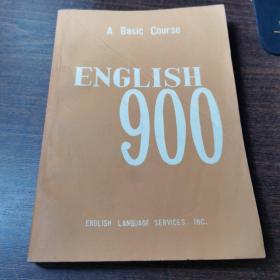 A Basic Course
ENGLISH
900
ENGLISH LANGUAGE SERVICES, INC.